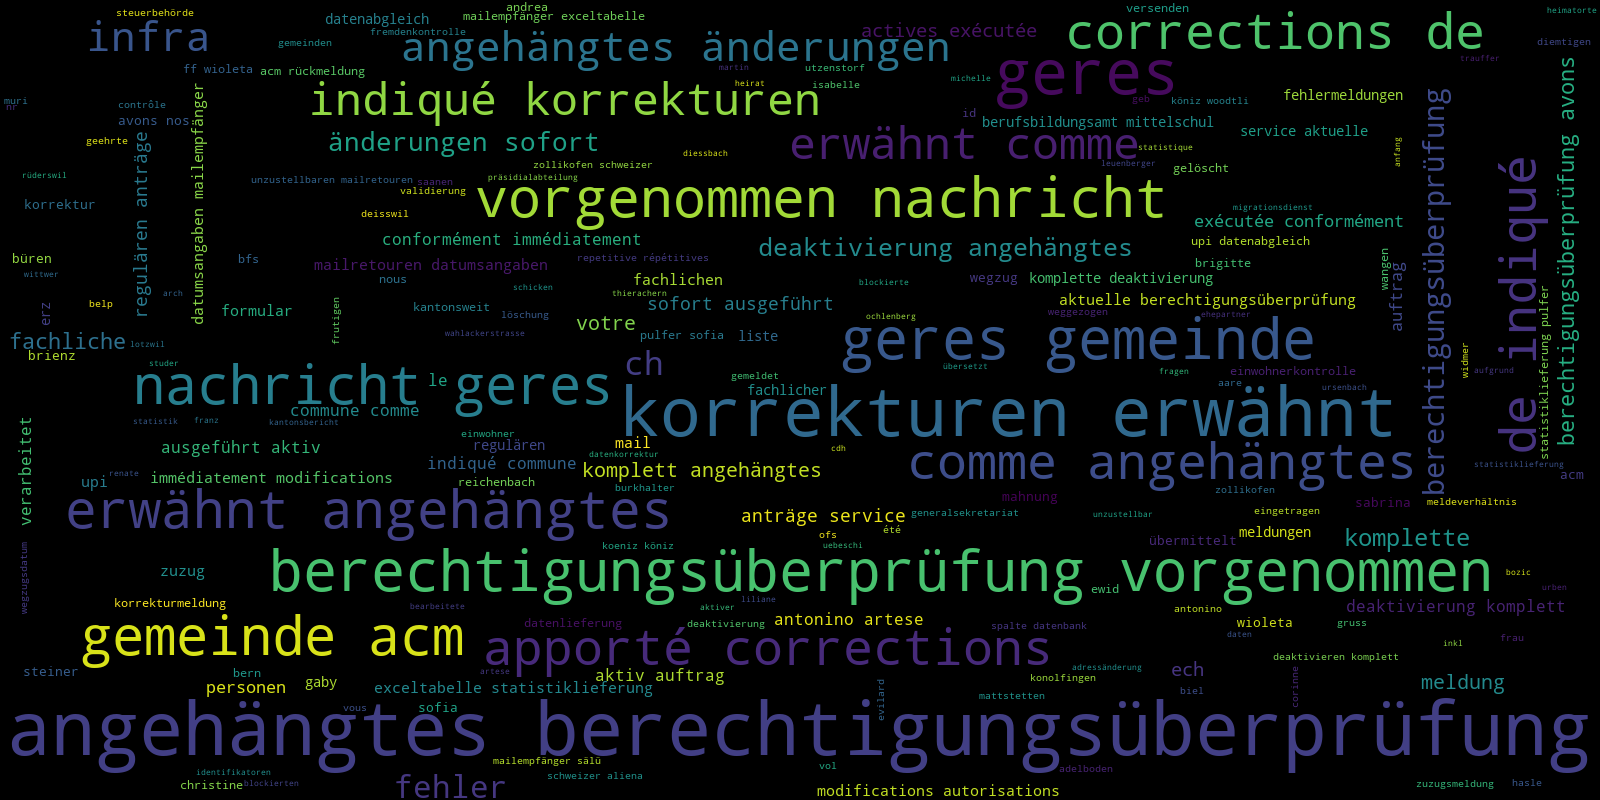 steuerbehörde
andrea
mailempfänger exceltabelle
versenden
heimatorte
infra
datenabgleich
fremdenkontrolle
gemeinden
angehängtes änderungen
actives exécutée
corrections de
diemtigen
trauffer
ff wioleta
acm rückmeldung
martin
heirat
utzenstorf
isabelle
michelle
geres
geb
köniz woodtli
fehlermeldungen
muri
nr
contrôle
avons nos
geehrte
indiqué korrekturen
id
berufsbildungsamt mittelschul
service aktuelle
änderungen sofort
diessbach
erwähnt comme
statistique
leuenberger
gelöscht
anfang
zollikofen schweizer
präsidialabteilung
rüderswil
unzustellbaren mailretouren
saanen
validierung
vorgenommen nachricht
korrektur
deisswil
migrationsdienst
exécutée conformément
regulären anträge
datumsangaben mailempfänger
berechtigungsüberprüfung
de indiqué
berechtigungsüberprüfung avons
conformément immédiatement
deaktivierung angehängtes
upi datenabgleich
büren
wittwer
bfs
mailretouren datumsangaben
repetitive répétitives
brigitte
wangen
auftrag
nous
schicken
fachlichen
thierachern
blockierte
wegzug
komplette deaktivierung
arch
belp
erz
formular
frutigen
kantonsweit
löschung
sofort ausgeführt
aktuelle berechtigungsüberprüfung
weggezogen
ehepartner
ochlenberg
votre
wahlackerstrasse
pulfer sofia
liste
fachliche
lotzwil
brienz
geres gemeinde
statistiklieferung pulfer
widmer
studer
ch
übersetzt
fragen
einwohnerkontrolle
aufgrund
nachricht geres
le
gemeldet
fachlicher
aare
ursenbach
commune comme
korrekturen erwähnt
statistik
franz
kantonsbericht
einwohner
ausgeführt aktiv
regulären
mail
datenkorrektur
cdh
comme angehängtes
verarbeitet
indiqué commune
komplett angehängtes
statistiklieferung
acm
upi
renate
immédiatement modifications
reichenbach
burkhalter
zollikofen
mahnung
sabrina
meldeverhältnis
erwähnt angehängtes
anträge service
generalsekretariat
unzustellbar
eingetragen
ofs
été
meldungen
komplette
wegzugsdatum
koeniz köniz
uebeschi
übermittelt
zuzug
berechtigungsüberprüfung vorgenommen
ewid
bozic
urben
korrekturmeldung
bearbeitete
liliane
aktiver
antonino
deaktivierung komplett
gemeinde acm
datenlieferung
deaktivierung
antonino artese
spalte datenbank
wioleta
gruss
daten
apporté corrections
frau
inkl
deaktivieren komplett
steiner
bern
artese
aktiv auftrag
adressänderung
konolfingen
ech
corinne
personen
gaby
exceltabelle statistiklieferung
evilard
mattstetten
biel
meldung
vous
sofia
angehängtes berechtigungsüberprüfung
mailempfänger sälü
vol
adelboden
identifikatoren
schweizer aliena
christine
blockierten
fehler
modifications autorisations
zuzugsmeldung
hasle